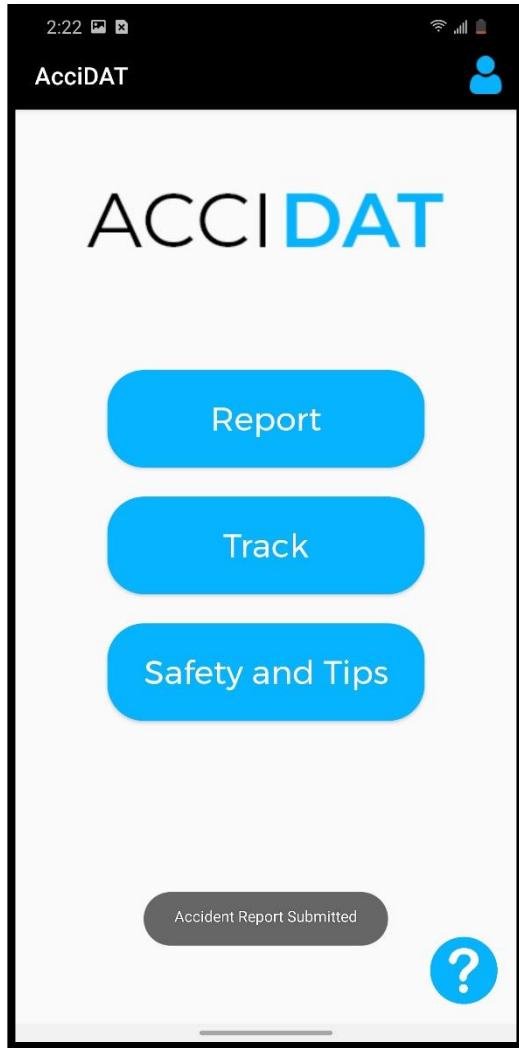 2:22
AcciDAT
ACCIDAT
Report
Track
Safety and Tips
Accident Report Submitted
?